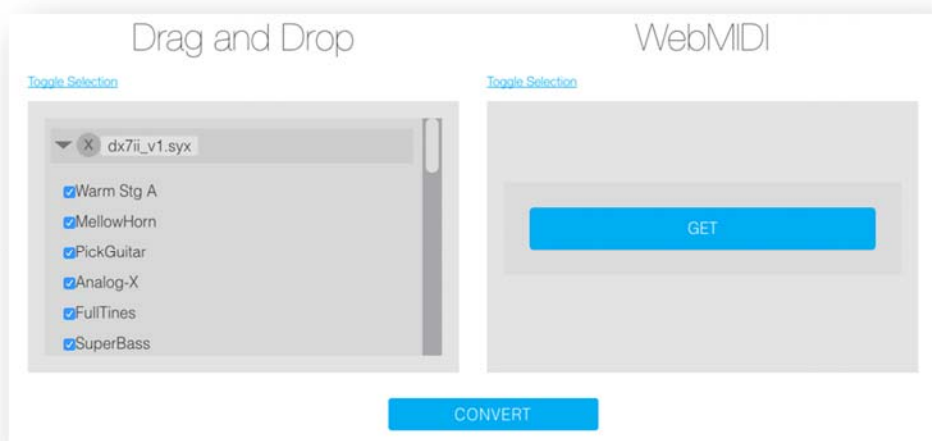 Drag and Drop
Toggle Selection
X dx7ii_v1.syx
Warm Stg A
MellowHorn
PickGuitar
Analog-X
FullTines
SuperBass
WebMIDI
Toggle Selection
GET
CONVERT